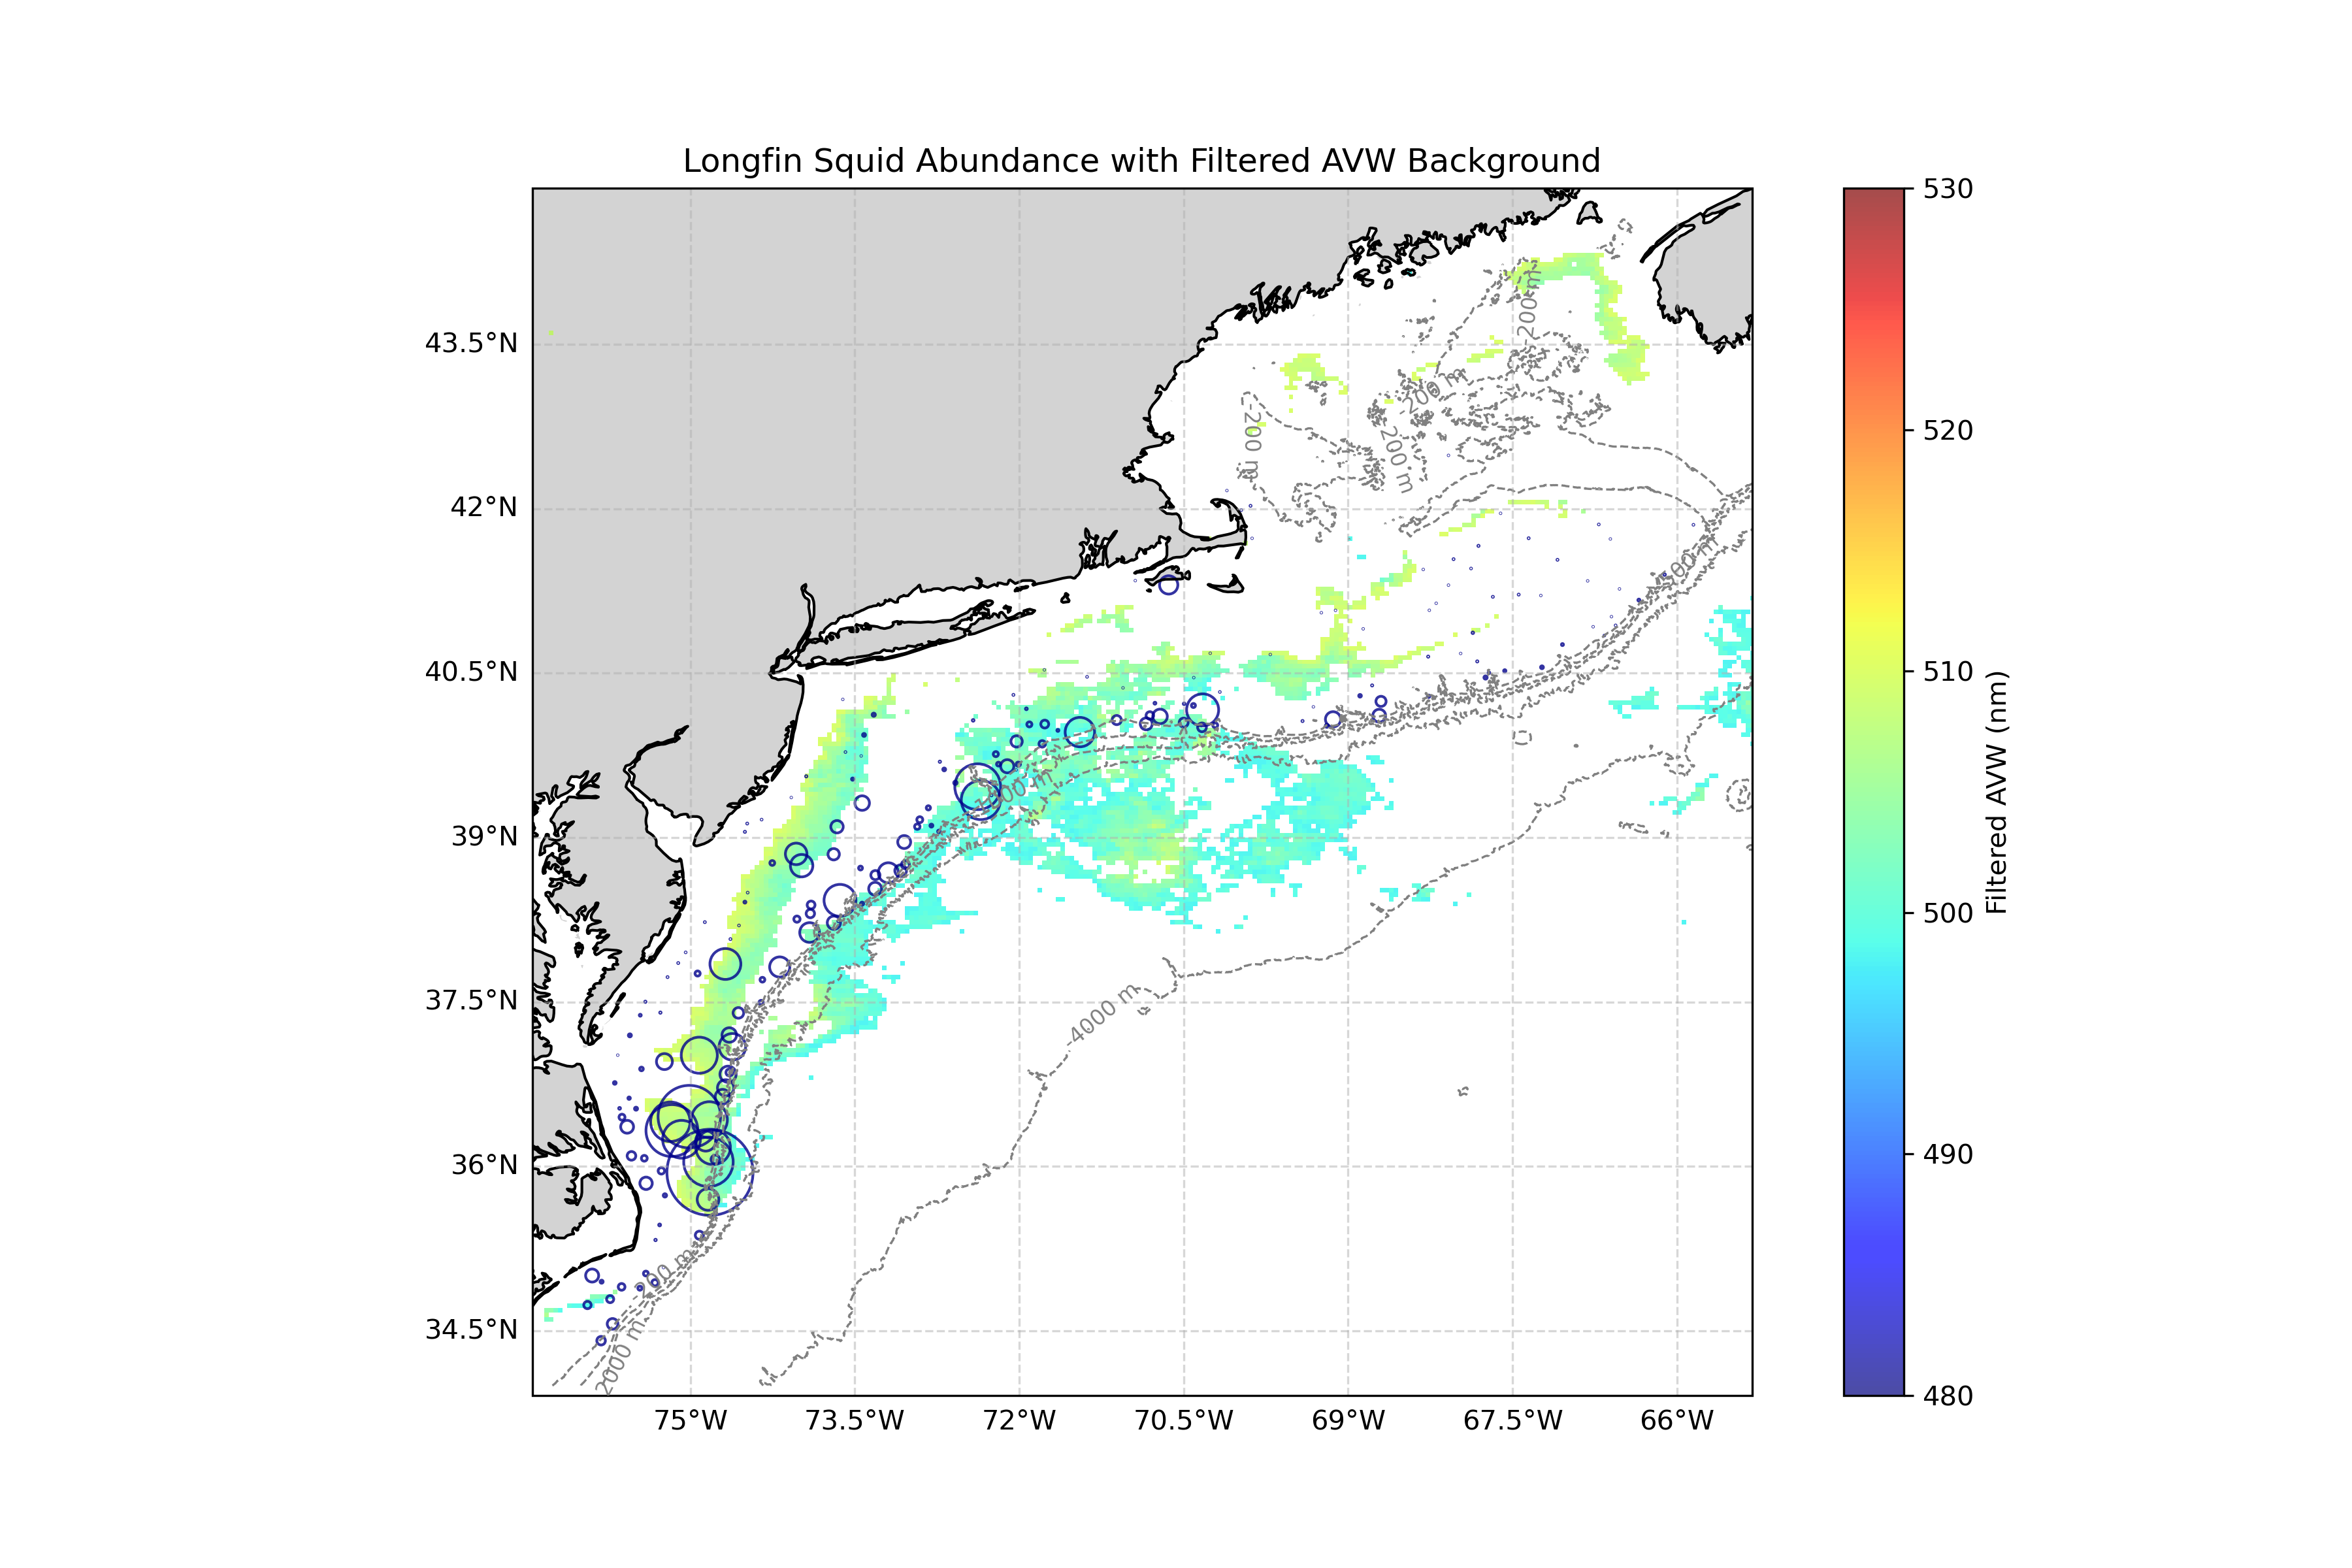 Longfin Squid Abundance with Filtered AVW Background
530
520
510
500
490
480
Filtered AVW (nm)
43.5°N
42°N
40.5°N
39°N
37.5°N
36°N
34.5°N
-200 m
-200 m
-200 m
-200 m
-4000 m
-200 m
2000 m
75°W
73.5°W
72°W
70.5°W
69°W
67.5°W
66°W